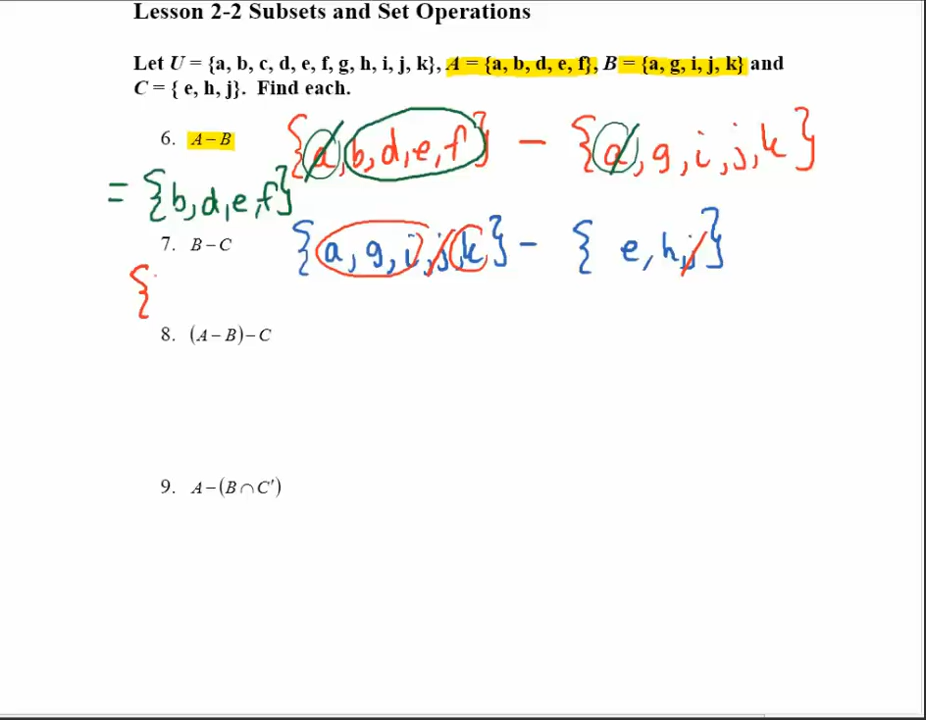 Lesson 2-2 Subsets and Set Operations
Let U = {a, b, c, d, e, f, g, h, i, j, k}, A = {a, b, d, e, f}, B = {a, g, i, j, k} and
C = { e, h, j}. Find each.
6. A – B {a, b, d, e, f} – {a, g, i, j, k}
= {b, d, e, f}
7. B – C {a, g, i, j, k, } – { e, h, j }
{
8. (A – B) – C
9. A – (B ∩ C′)